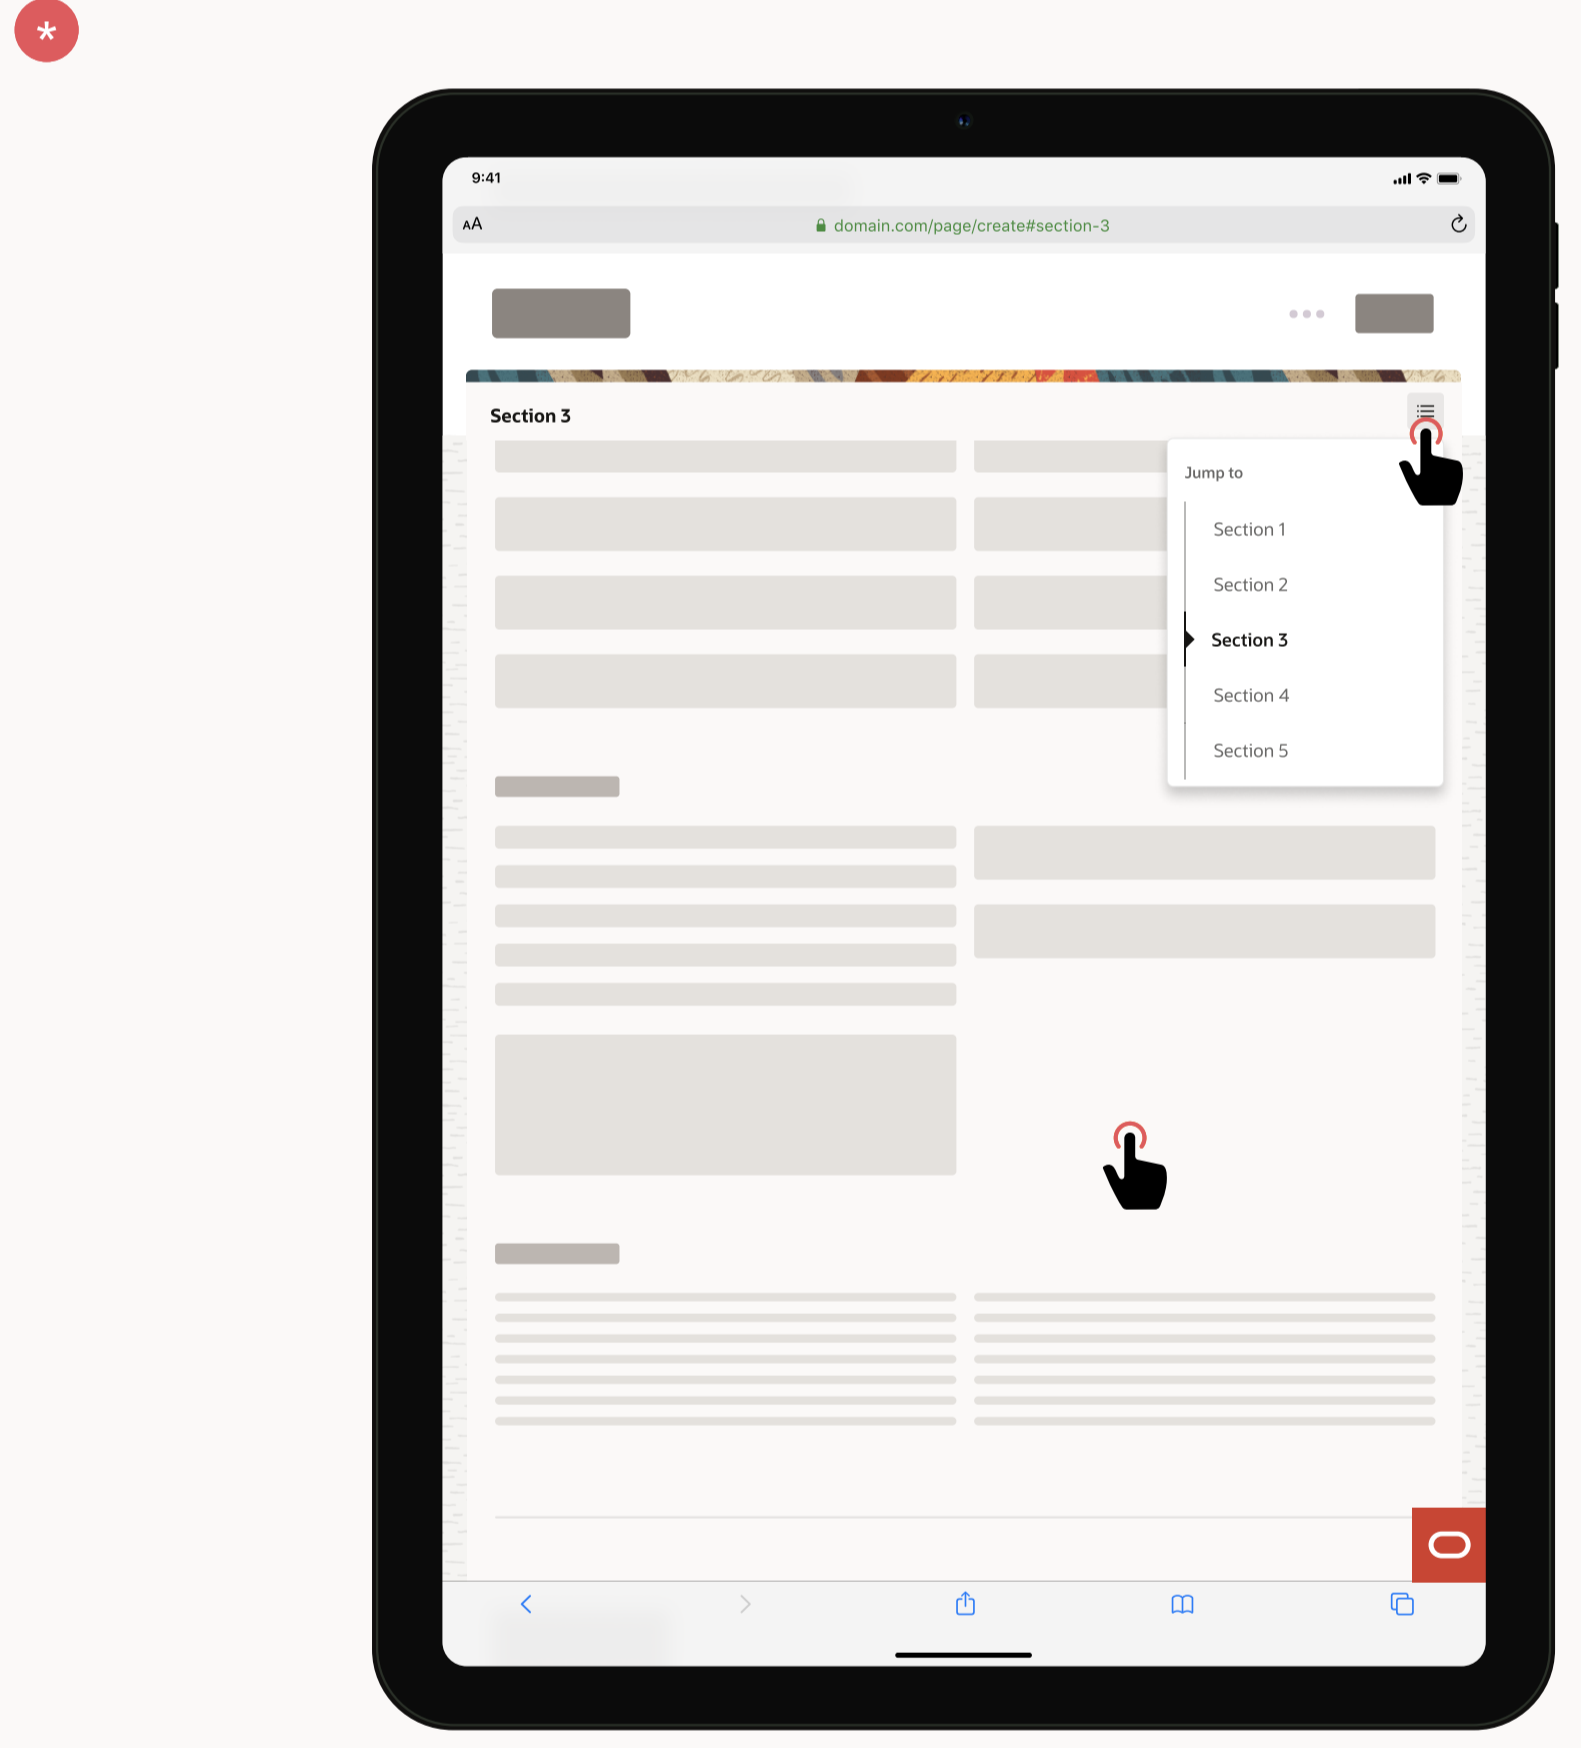 *
9:41
AA
domain.com/page/create#section-3
Section 3
Jump to
Section 1
Section 2
Section 3
Section 4
Section 5